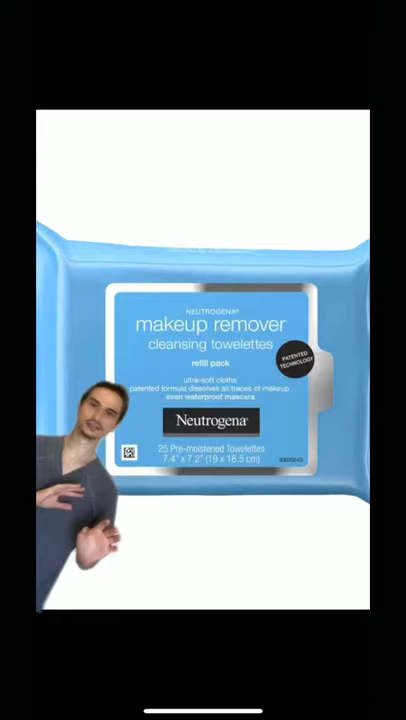 NEUTROGENA®
makeup remover
cleansing towelettes
refill pack
PATENTED
TECHNOLOGY
ultra-soft cloths
patented formula dissolves all traces of makeup
even waterproof mascara
Neutrogena®
25 Pre-moistened Towelettes
7.4" x 7.2" (19 x 18.5 cm)